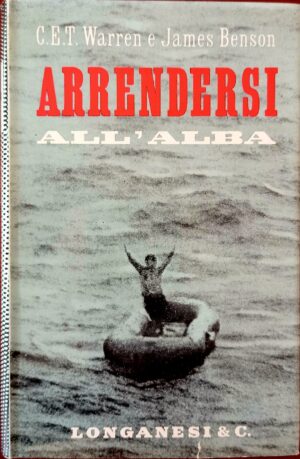 C.E.T. Warren e James Benson
ARRENDERSI
ALL'ALBA
LONGANESI & C.